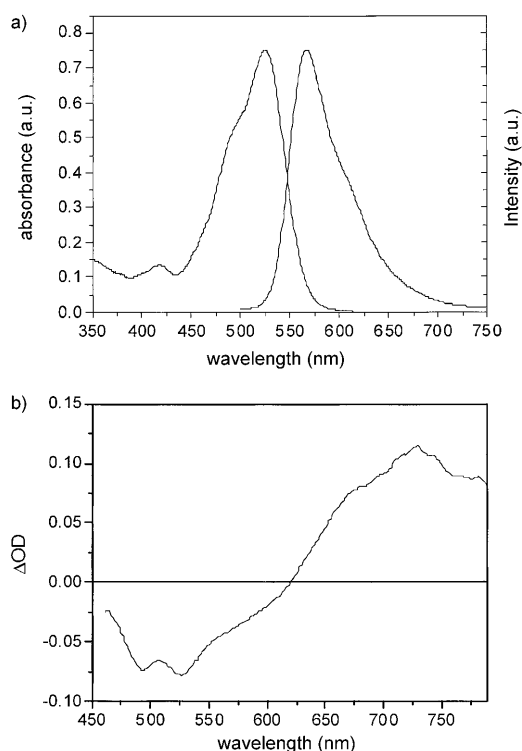 a)
0.8
0.7
0.6
0.5
0.4
0.3
0.2
0.1
0.0
absorbance (a.u.)
Intensity (a.u.)
350 400 450 500 550 600 650 700 750
wavelength (nm)
b)
0.15
0.10
0.05
0.00
-0.05
-0.10
ΔOD
450 500 550 600 650 700 750
wavelength (nm)